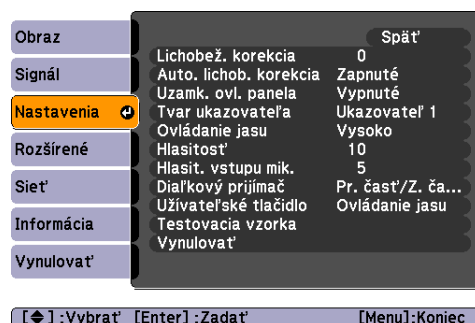 Obraz
Signál
Nastavenia
Rozšírené
Sieť
Informácia
Vynulovať
Späť
Lichobež. korekcia 0
Auto. lichob. korekcia Zapnuté
Uzamk. ovl. panela Vypnuté
Tvar ukazovateľa Ukazovateľ 1
Ovládanie jasu Vysoko
Hlasitosť 10
Hlasit. vstupu mik. 5
Diaľkový prijímač Pr. časť/Z. ča...
Užívateľské tlačidlo Ovládanie jasu
Testovacia vzorka
Vynulovať
[◆] :Vybrať [Enter] :Zadať [Menu]:Koniec